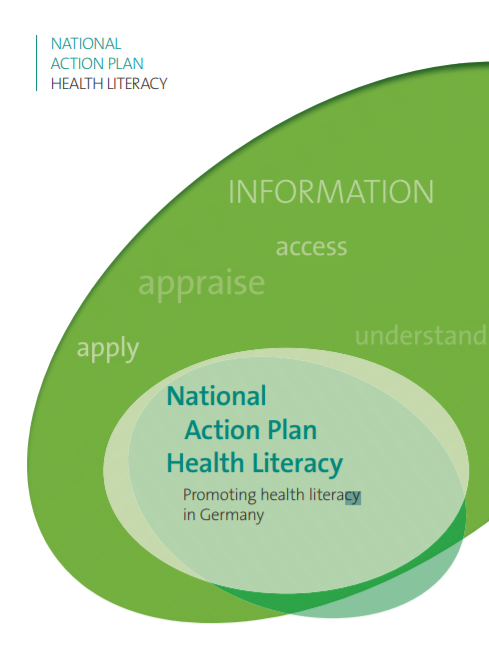 NATIONAL
ACTION PLAN
HEALTH LITERACY
INFORMATION
access
appraise
understand
apply
National
Action Plan
Health Literacy
Promoting health literacy
in Germany